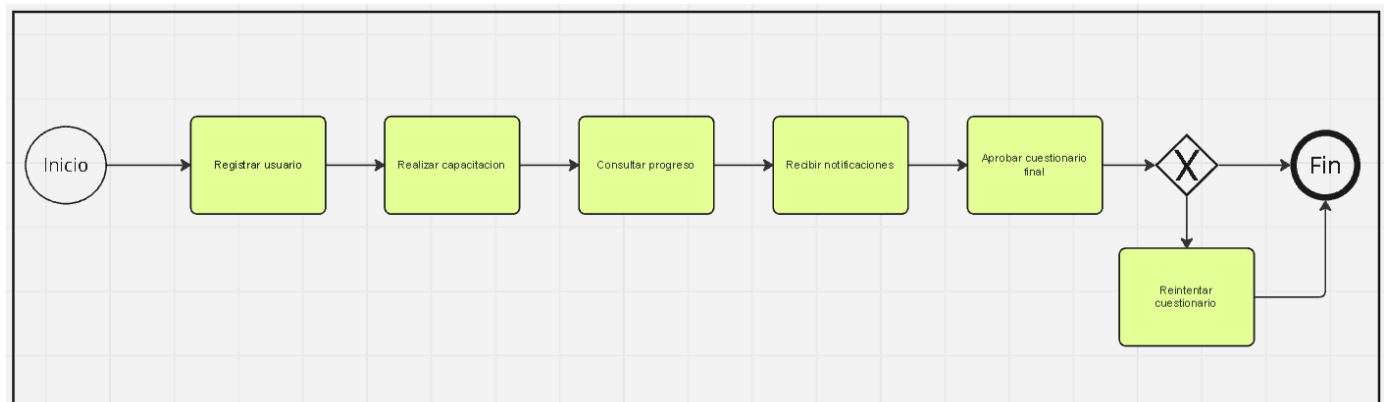 Inicio
Registrar usuario
Realizar capacitacion
Consultar progreso
Recibir notificaciones
Aprobar cuestionario
final
X
Fin
Reintentar
cuestionario